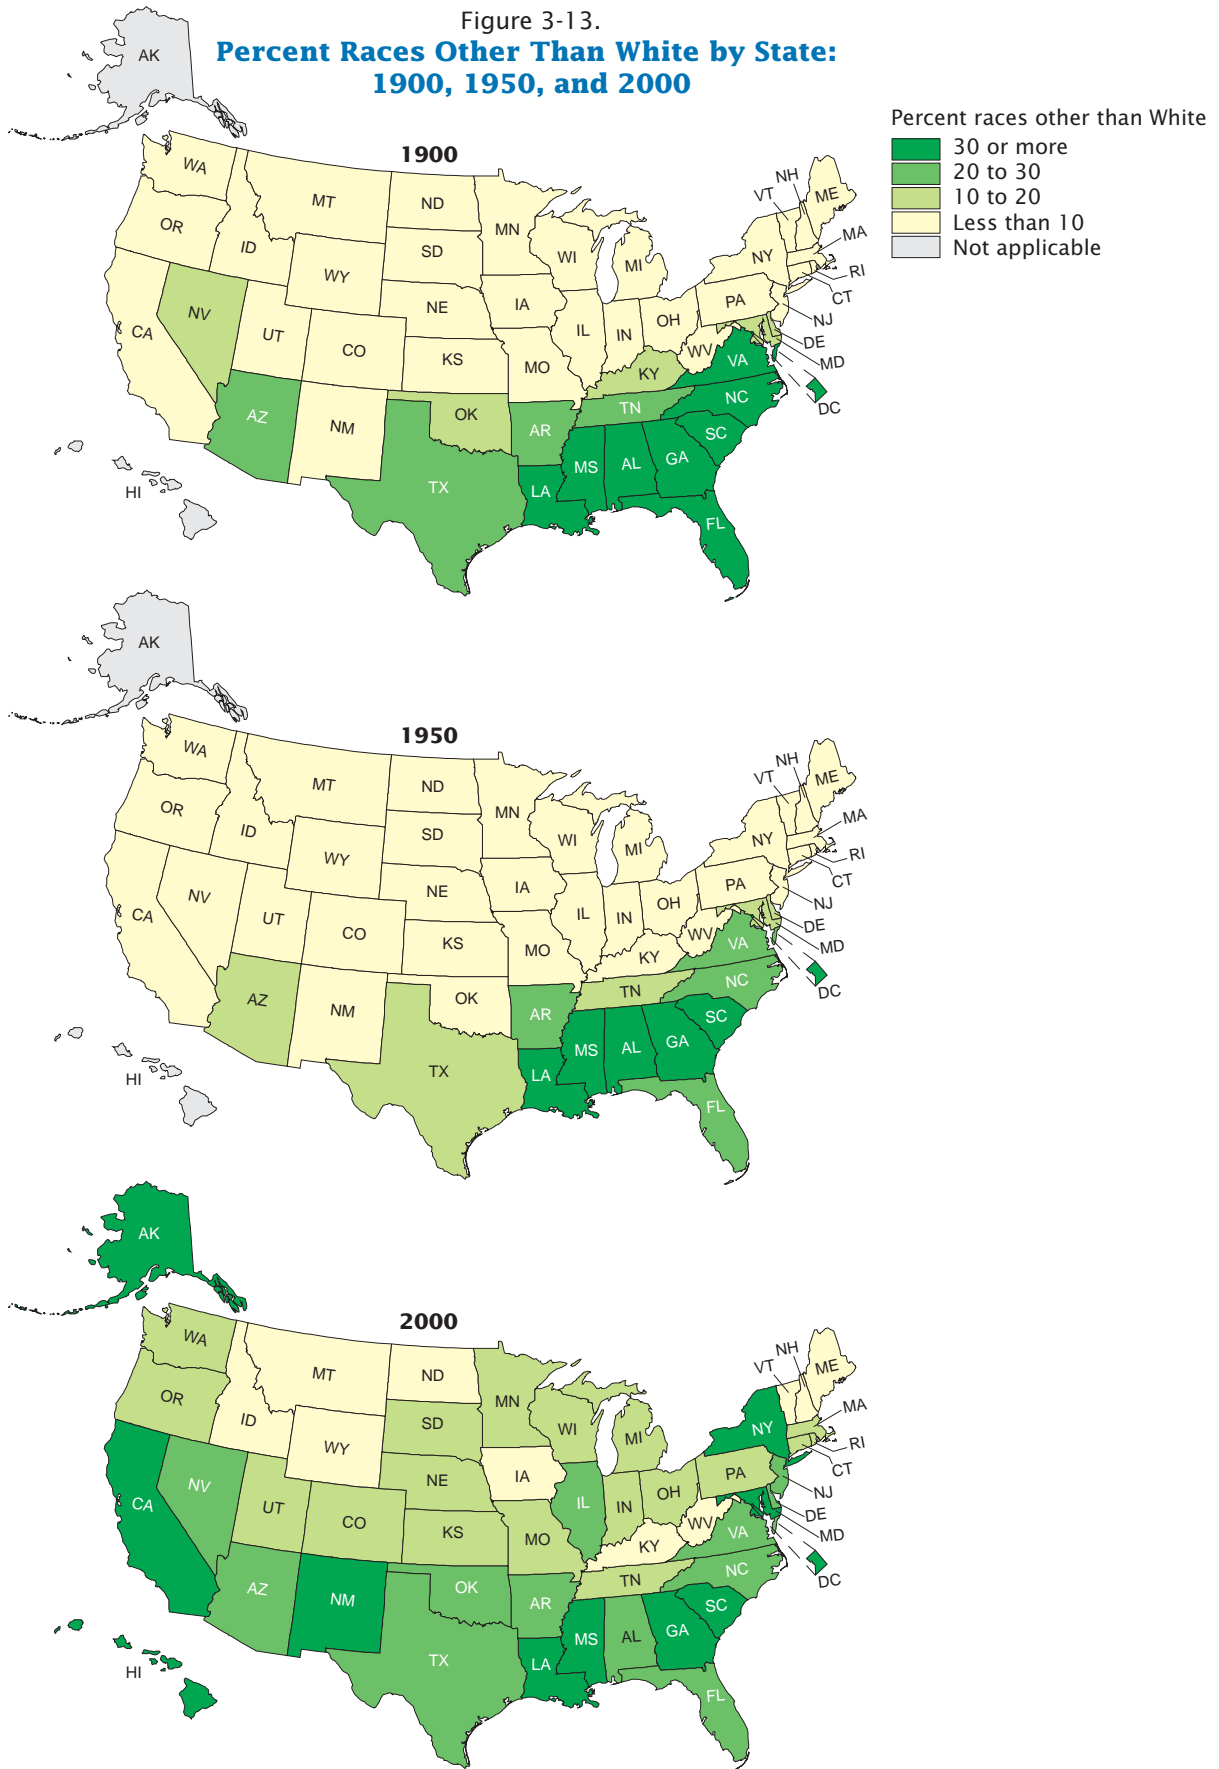 Figure 3-13.
Percent Races Other Than White by State:
1900, 1950, and 2000
Percent races other than White
30 or more
20 to 30
10 to 20
Less than 10
Not applicable
1900
AK
WA
MT
ND
MN
OR
ID
WY
SD
WI
MI
NY
VT
NH
ME
MA
RI
CT
NJ
DE
MD
DC
CA
NV
UT
CO
NE
KS
IA
MO
IL
IN
OH
PA
WV
VA
KY
TN
NC
SC
AZ
NM
OK
AR
TX
LA
MS
AL
GA
FL
HI
1950
AK
WA
MT
ND
MN
OR
ID
WY
SD
WI
MI
NY
VT
NH
ME
MA
RI
CT
NJ
DE
MD
DC
CA
NV
UT
CO
NE
KS
IA
MO
IL
IN
OH
PA
WV
VA
KY
TN
NC
SC
AZ
NM
OK
AR
TX
LA
MS
AL
GA
FL
HI
2000
AK
WA
MT
ND
MN
OR
ID
WY
SD
WI
MI
NY
VT
NH
ME
MA
RI
CT
NJ
DE
MD
DC
CA
NV
UT
CO
NE
KS
IA
MO
IL
IN
OH
PA
WV
VA
KY
TN
NC
SC
AZ
NM
OK
AR
TX
LA
MS
AL
GA
FL
HI